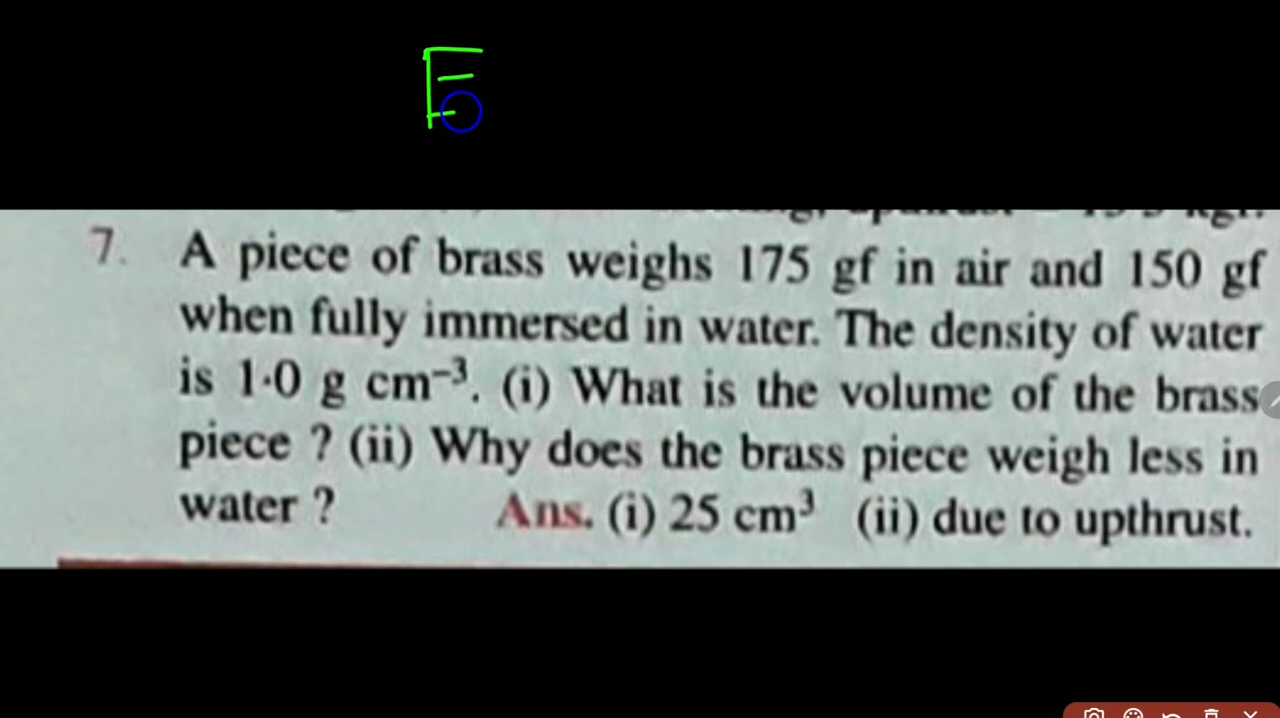 E
7. A piece of brass weighs 175 gf in air and 150 gf
when fully immersed in water. The density of water
is 1·0 g cm⁻³. (i) What is the volume of the brass
piece ? (ii) Why does the brass piece weigh less in
water ? Ans. (i) 25 cm³ (ii) due to upthrust.